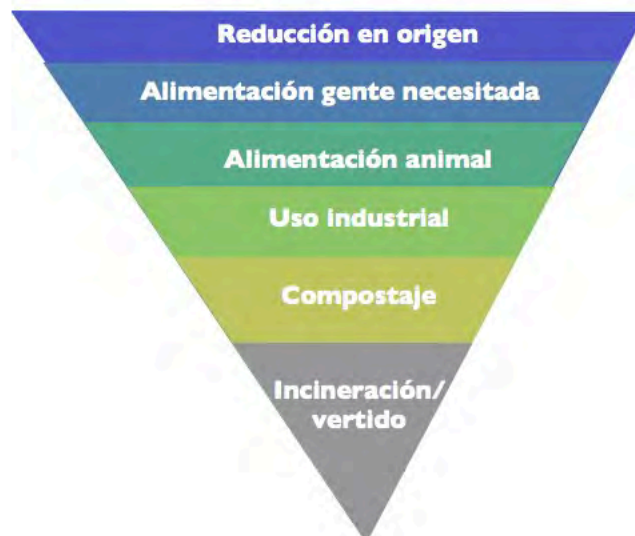 Reducción en origen
Alimentación gente necesitada
Alimentación animal
Uso industrial
Compostaje
Incineración/
vertido